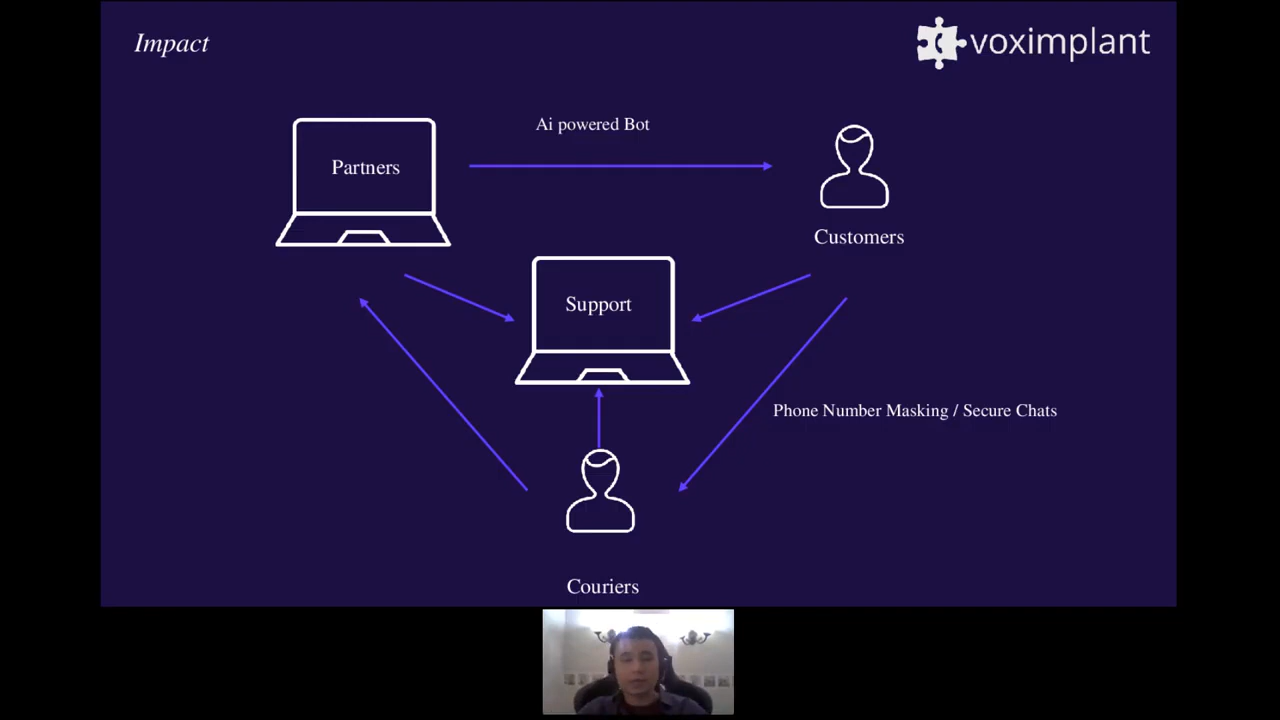 Impact
voximplant
Ai powered Bot
Partners
Customers
Support
Phone Number Masking / Secure Chats
Couriers